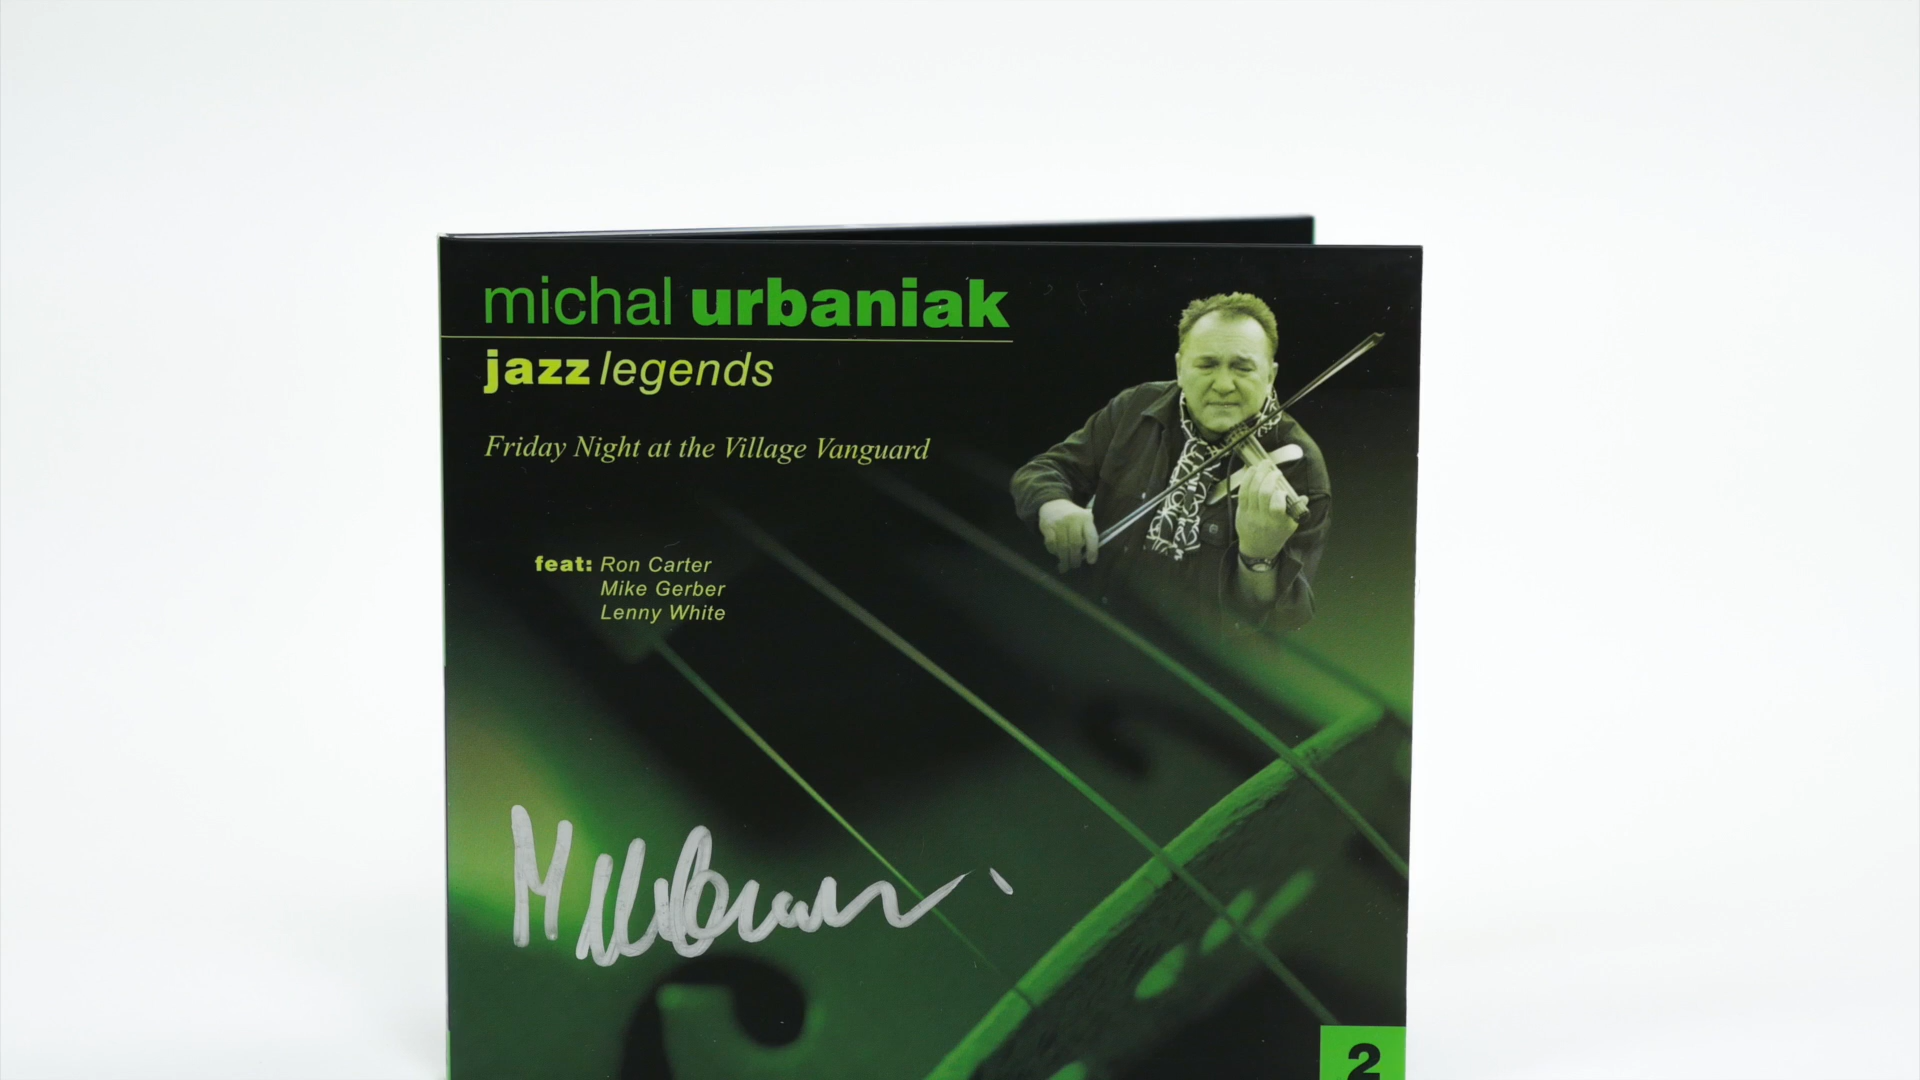 michal urbaniak
jazz legends
Friday Night at the Village Vanguard
feat: Ron Carter
Mike Gerber
Lenny White
2